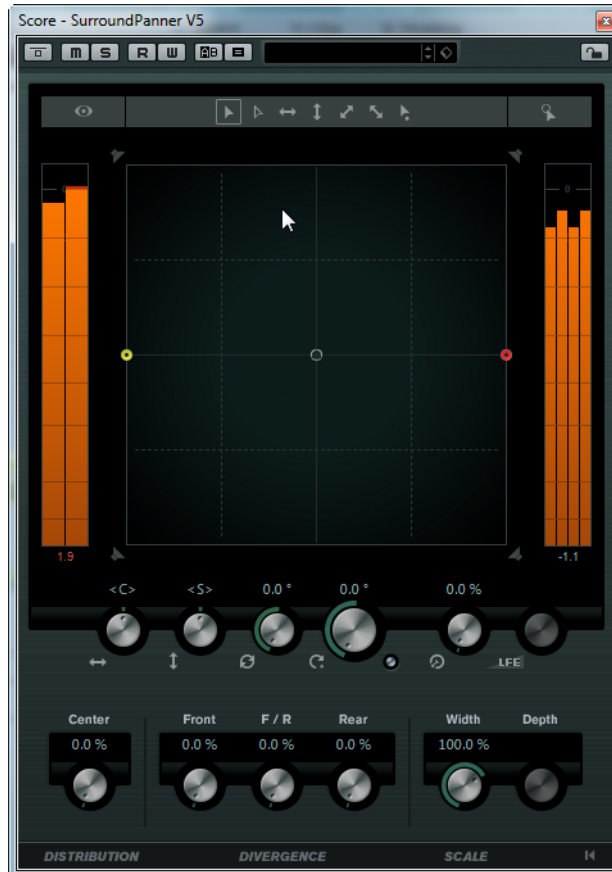 Score - SurroundPanner V5
M S R W AB
0 0
1.9 -1.1
<C> <S> 0.0 ° 0.0 ° 0.0 %
LFE
Center Front F / R Rear Width Depth
0.0 % 0.0 % 0.0 % 0.0 % 100.0 %
DISTRIBUTION DIVERGENCE SCALE